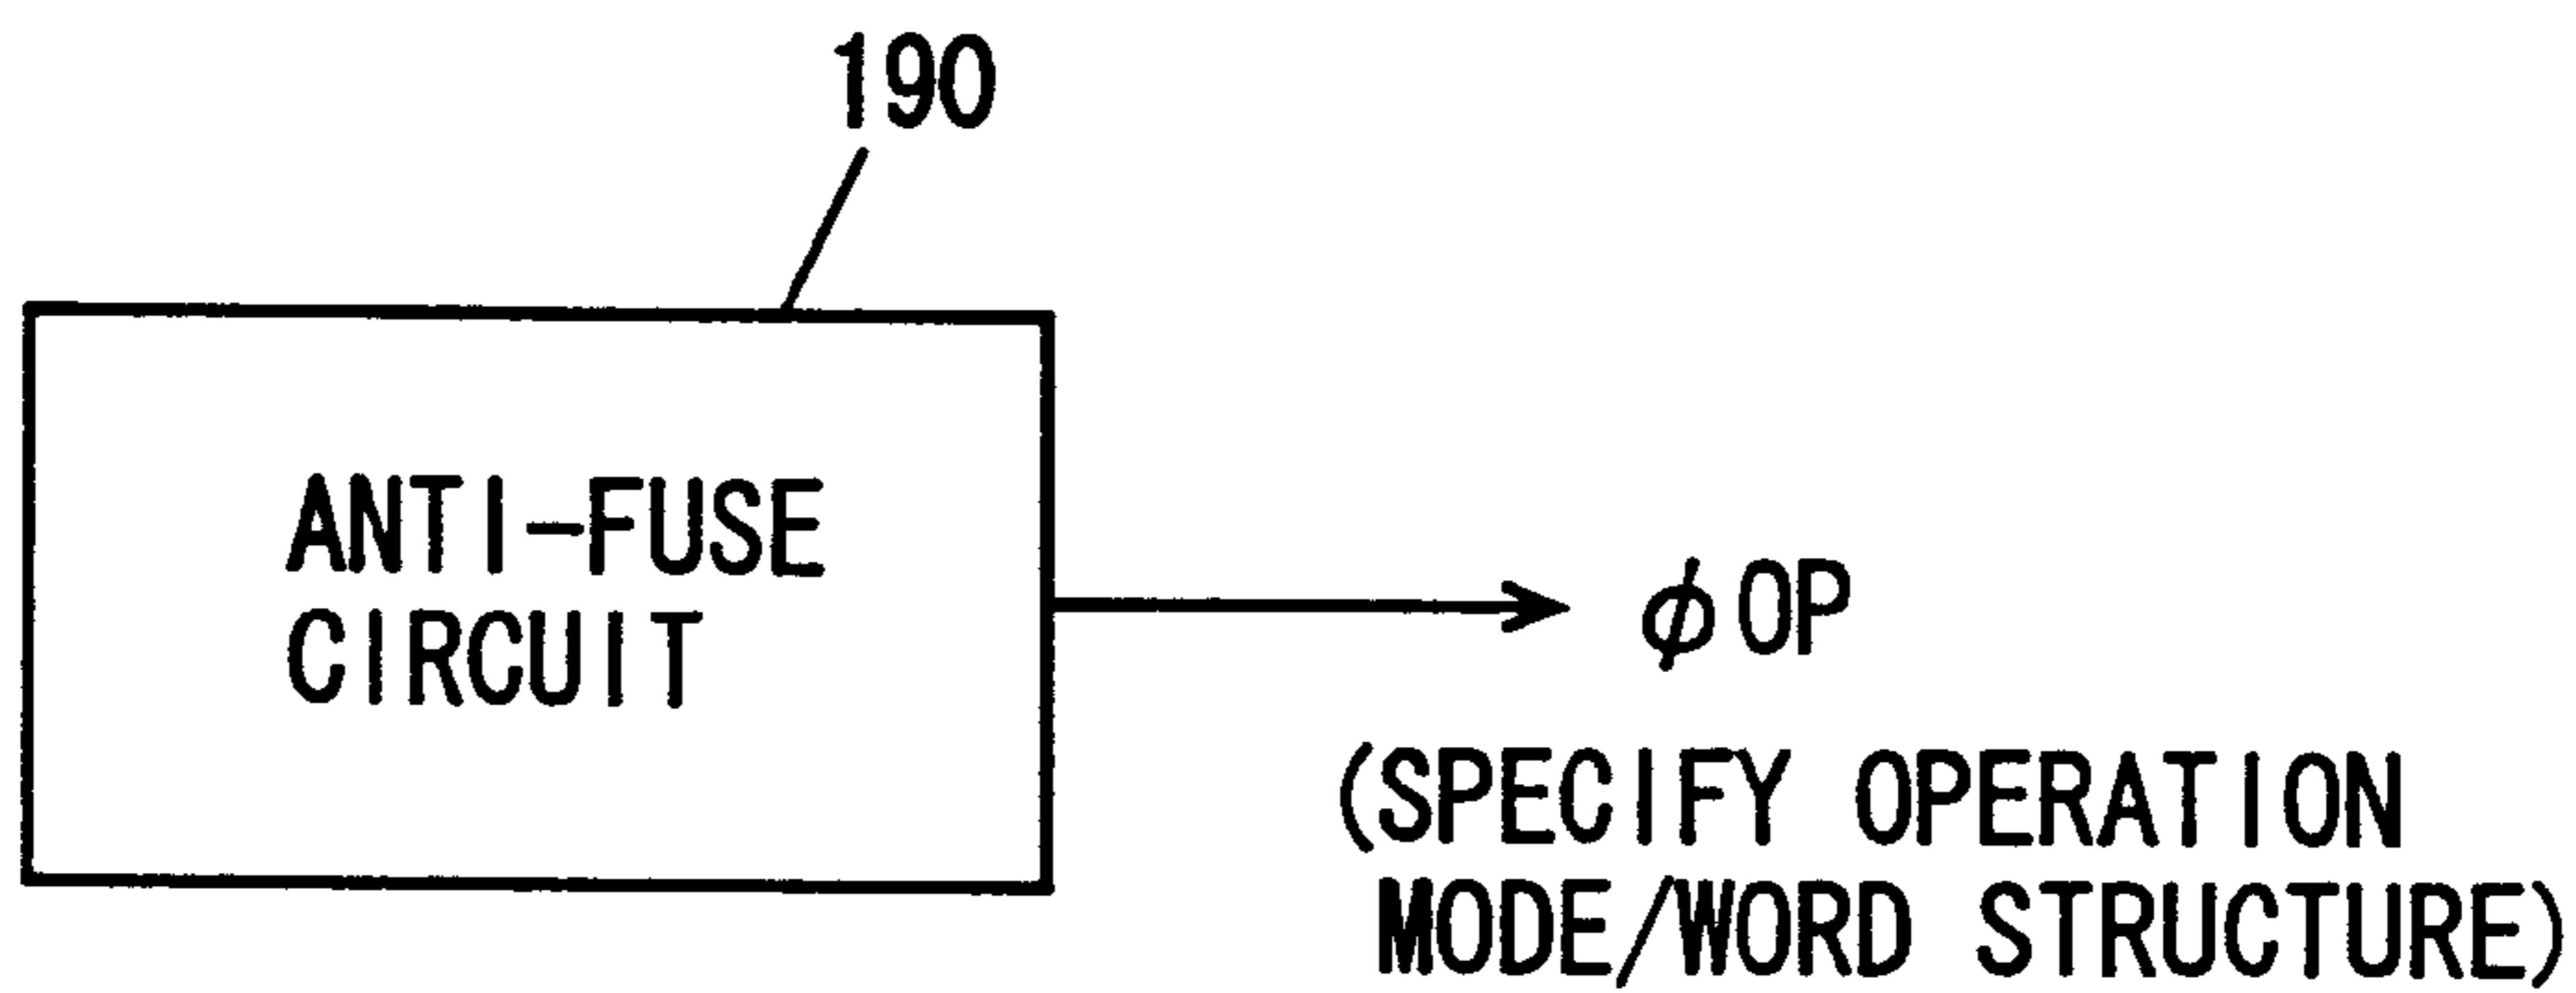 190
ANTI-FUSE
CIRCUIT
φOP
(SPECIFY OPERATION
MODE/WORD STRUCTURE)